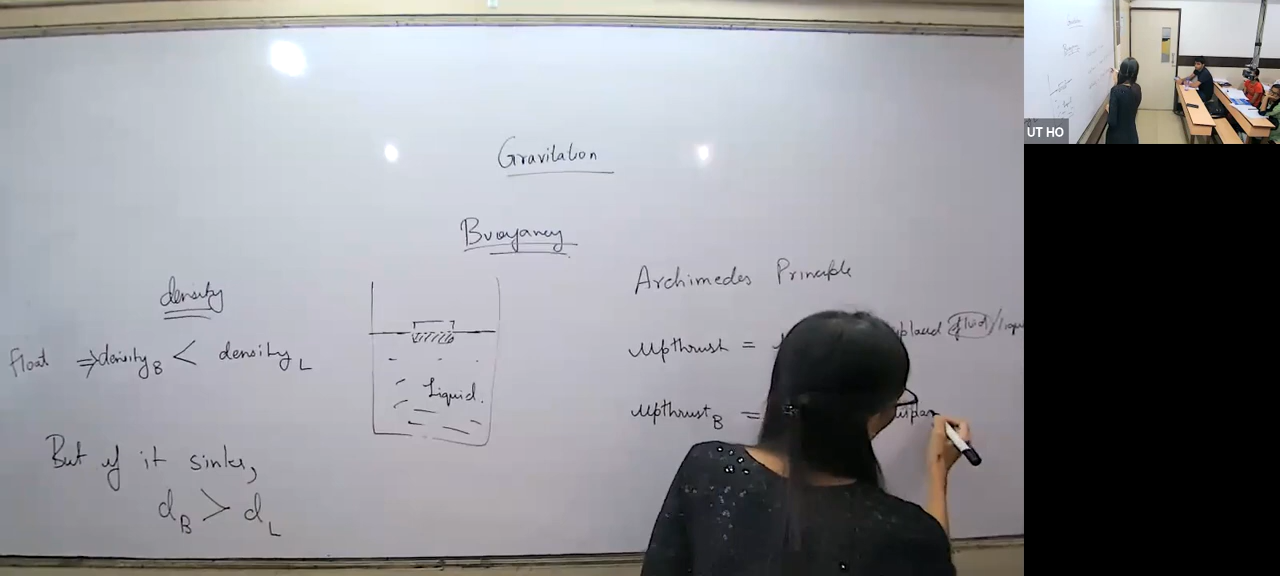 Gravitation
Buoyancy
density
float ⇒ density_B < density_L
But if it sinks,
d_B > d_L
Liquid.
Archimedes Principle
Upthrust = fluid/
Upthrust_B =
UT HO